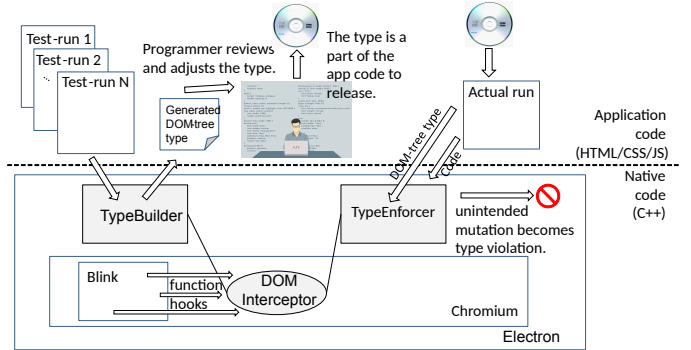 Test-run 1
Test-run 2
...
Test-run N
Programmer reviews
and adjusts the type.
Generated
DOM-tree
type
The type is a
part of the
app code to
release.
Actual run
DOM-tree type
Code
Application
code
(HTML/CSS/JS)
Native
code
(C++)
TypeBuilder
TypeEnforcer
unintended
mutation becomes
type violation.
Blink
function
hooks
DOM
Interceptor
Chromium
Electron